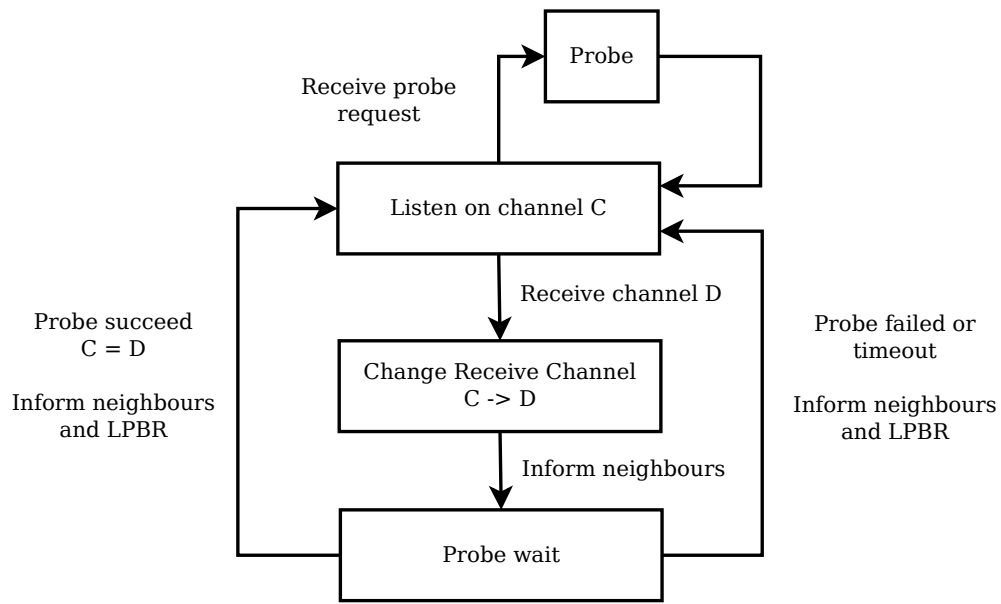 Probe
Receive probe
request
Listen on channel C
Receive channel D
Probe succeed
C = D
Inform neighbours
and LPBR
Change Receive Channel
C -> D
Probe failed or
timeout
Inform neighbours
and LPBR
Inform neighbours
Probe wait